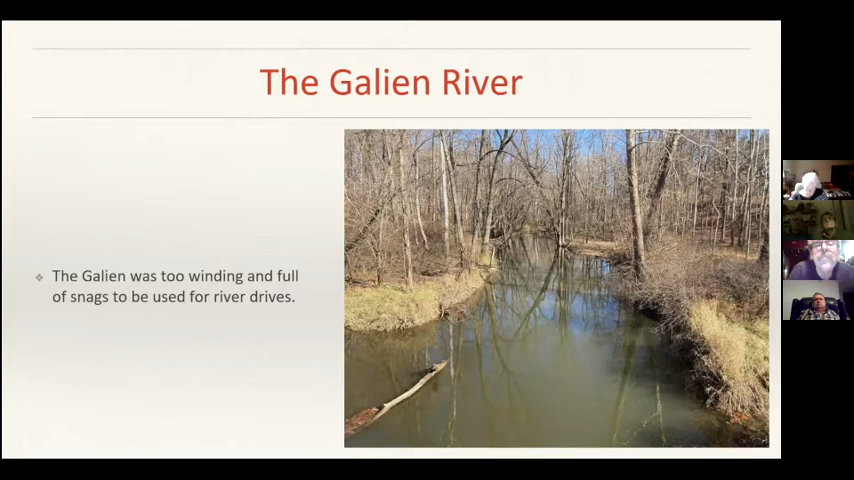 The Galien River
The Galien was too winding and full
of snags to be used for river drives.